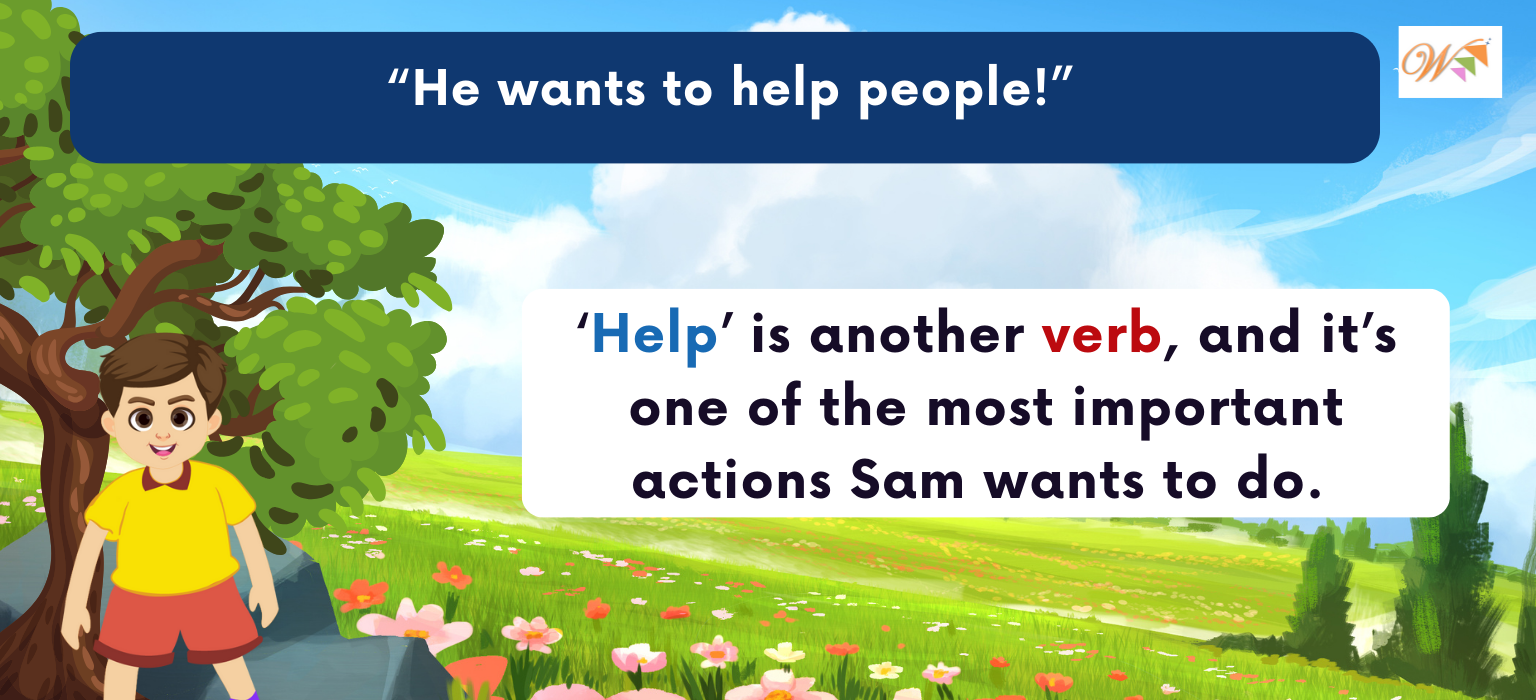 “He wants to help people!”
W
‘Help’ is another verb, and it’s
one of the most important
actions Sam wants to do.